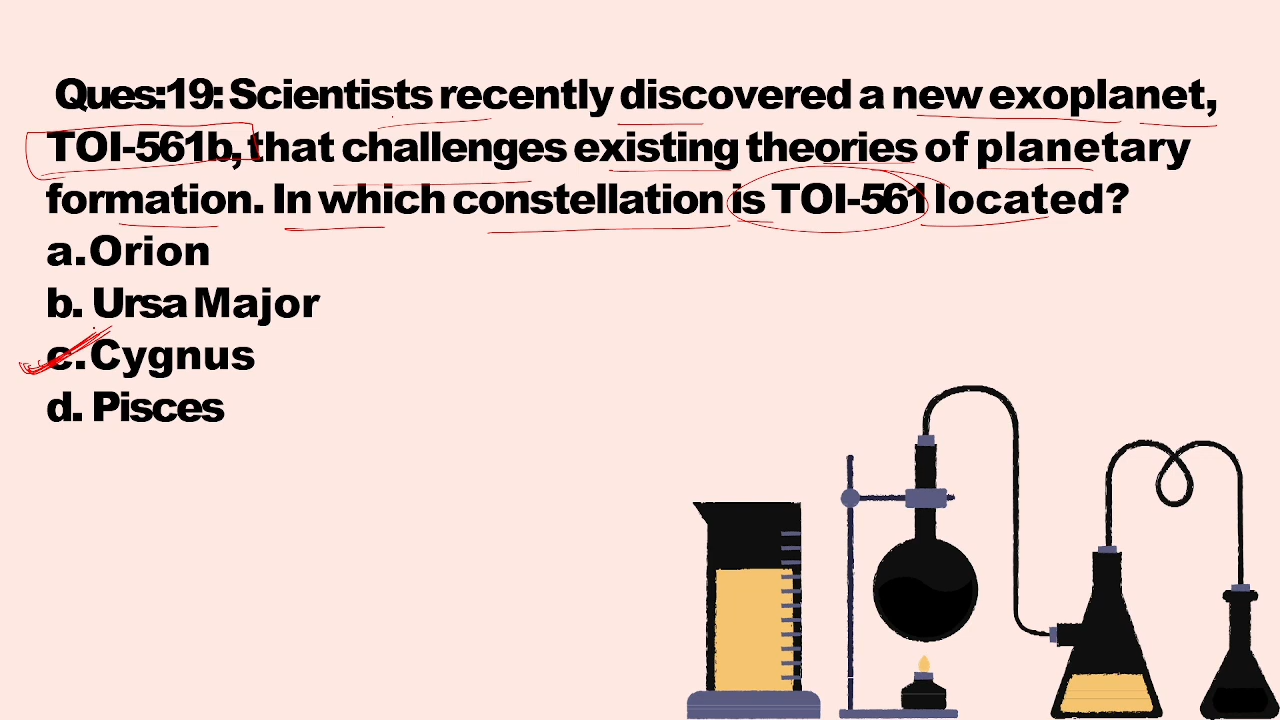 Ques:19: Scientists recently discovered a new exoplanet,
TOI-561b, that challenges existing theories of planetary
formation. In which constellation is TOI-561 located?
a. Orion
b. Ursa Major
c. Cygnus
d. Pisces